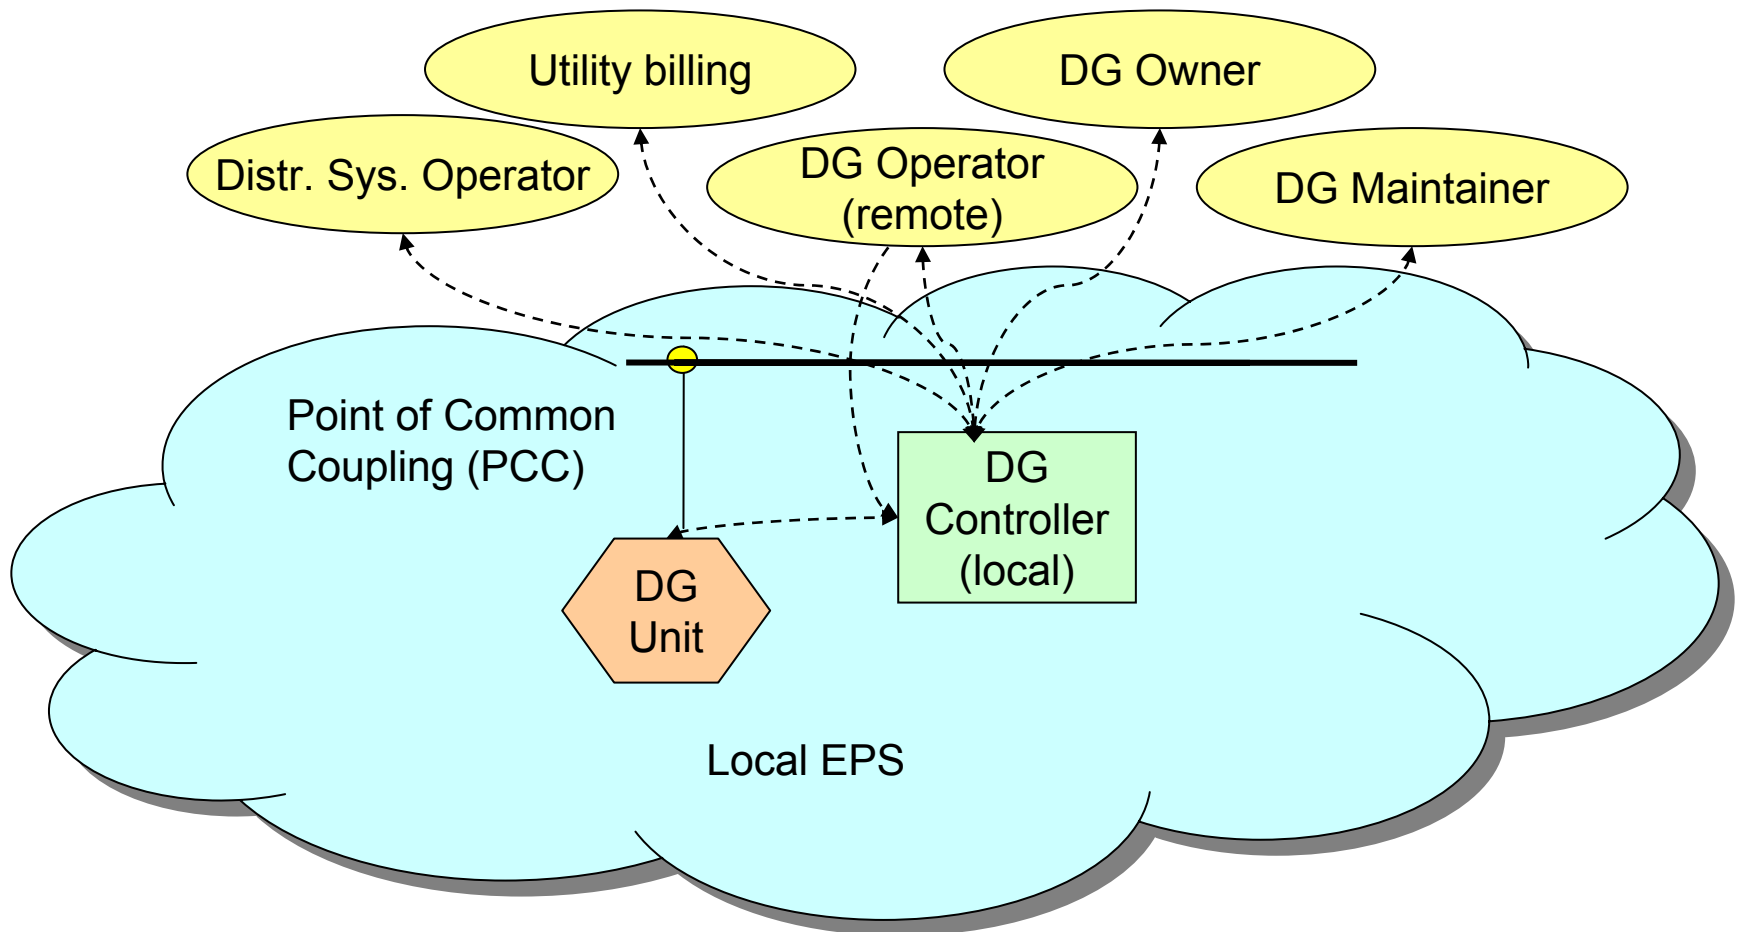 Utility billing
DG Owner
Distr. Sys. Operator
DG Operator
(remote)
DG Maintainer
Point of Common
Coupling (PCC)
DG
Controller
(local)
DG
Unit
Local EPS